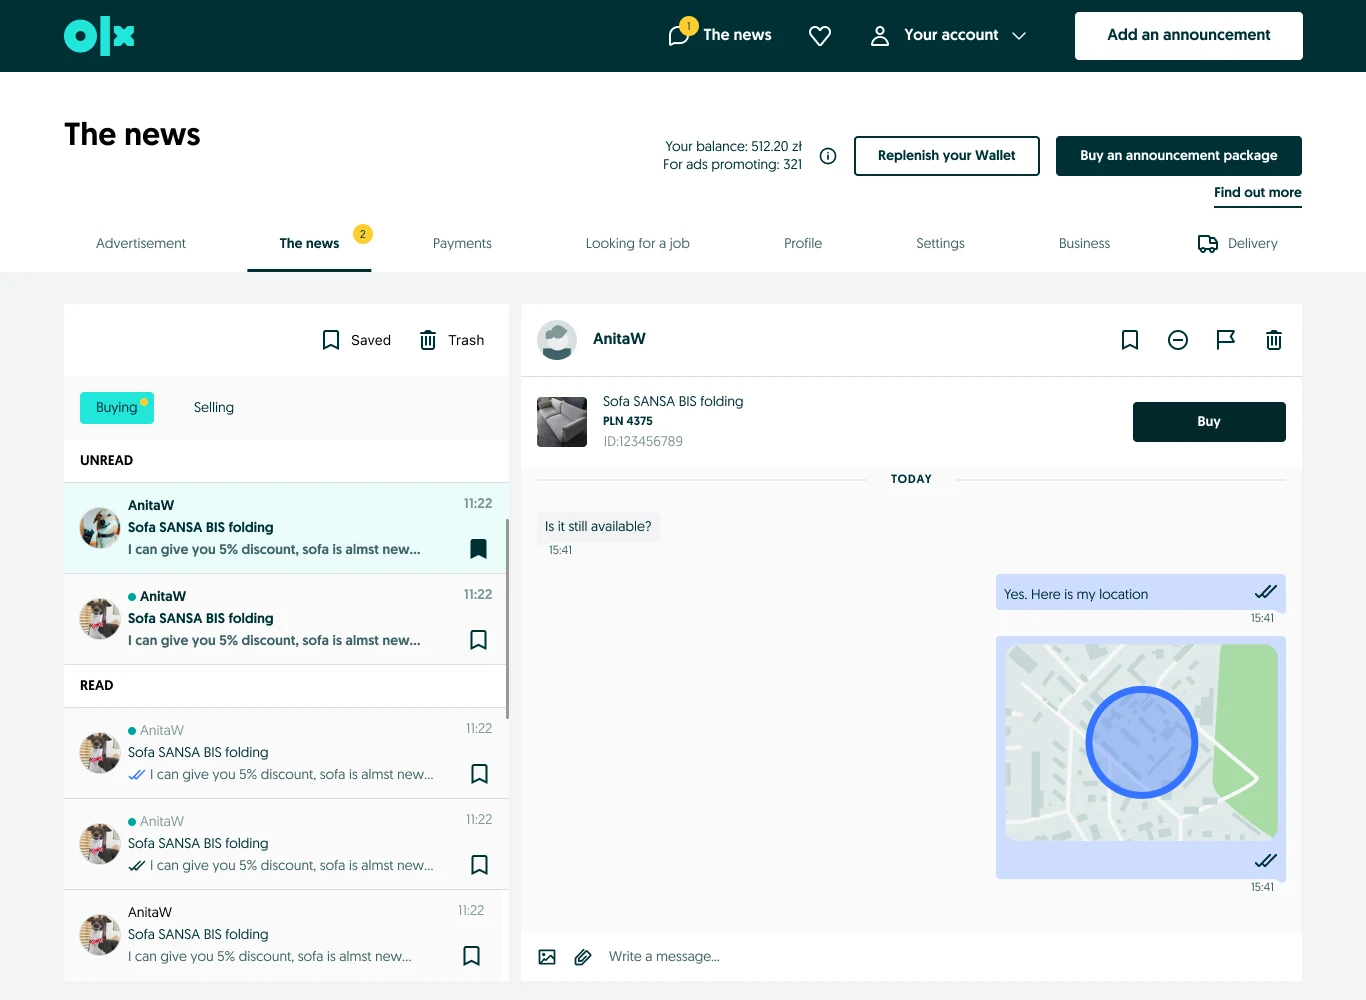 olx
1
The news
Your account
Add an announcement
The news
Your balance: 512.20 zł
For ads promoting: 321
Replenish your Wallet
Buy an announcement package
Find out more
Advertisement
The news
2
Payments
Looking for a job
Profile
Settings
Business
Delivery
Saved
Trash
Buying
Selling
UNREAD
AnitaW
11:22
Sofa SANSA BIS folding
I can give you 5% discount, sofa is almst new...
AnitaW
11:22
Sofa SANSA BIS folding
I can give you 5% discount, sofa is almst new...
READ
AnitaW
11:22
Sofa SANSA BIS folding
I can give you 5% discount, sofa is almst new...
AnitaW
11:22
Sofa SANSA BIS folding
I can give you 5% discount, sofa is almst new...
AnitaW
11:22
Sofa SANSA BIS folding
I can give you 5% discount, sofa is almst new...
AnitaW
Sofa SANSA BIS folding
PLN 4375
ID:123456789
Buy
TODAY
Is it still available?
15:41
Yes. Here is my location
15:41
15:41
Write a message...